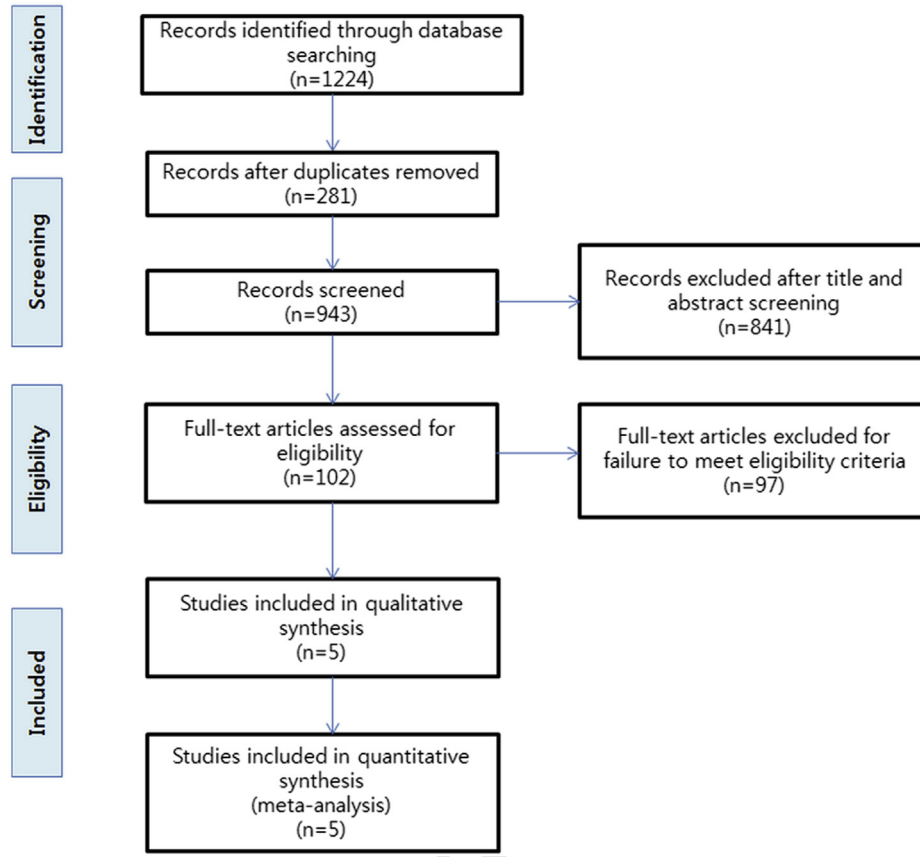 Identification
Records identified through database
searching
(n=1224)
Records after duplicates removed
(n=281)
Screening
Records screened
(n=943)
Records excluded after title and
abstract screening
(n=841)
Eligibility
Full-text articles assessed for
eligibility
(n=102)
Full-text articles excluded for
failure to meet eligibility criteria
(n=97)
Included
Studies included in qualitative
synthesis
(n=5)
Studies included in quantitative
synthesis
(meta-analysis)
(n=5)